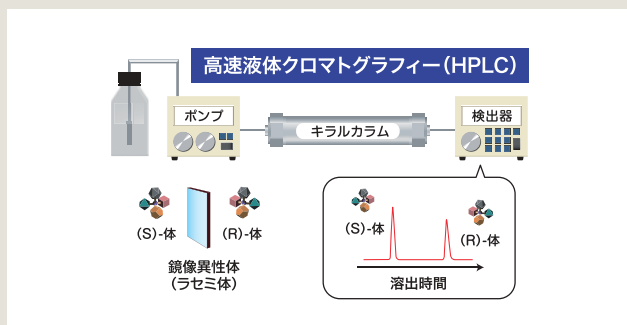 高速液体クロマトグラフィー(HPLC)
ポンプ
キラルカラム
検出器
(S)-体
(R)-体
鏡像異性体
(ラセミ体)
(S)-体
(R)-体
溶出時間